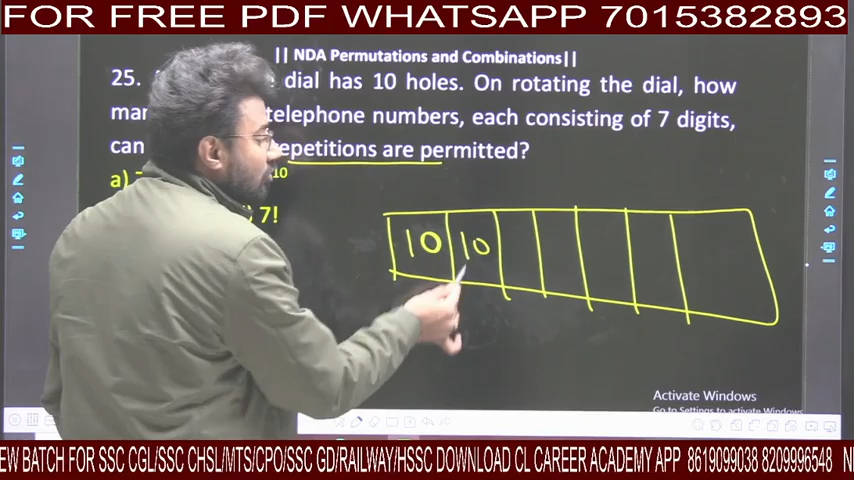 FOR FREE PDF WHATSAPP 7015382893
|| NDA Permutations and Combinations||
25. dial has 10 holes. On rotating the dial, how
telephone numbers, each consisting of 7 digits,
can epetitions are permitted?
a) 10
7!
10 10
Activate Windows
Go to Settings to activate Windows
EW BATCH FOR SSC CGL/SSC CHSL/MTS/CPO/SSC GD/RAILWAY/HSSC DOWNLOAD CL CAREER ACADEMY APP 8619099038 8209996548